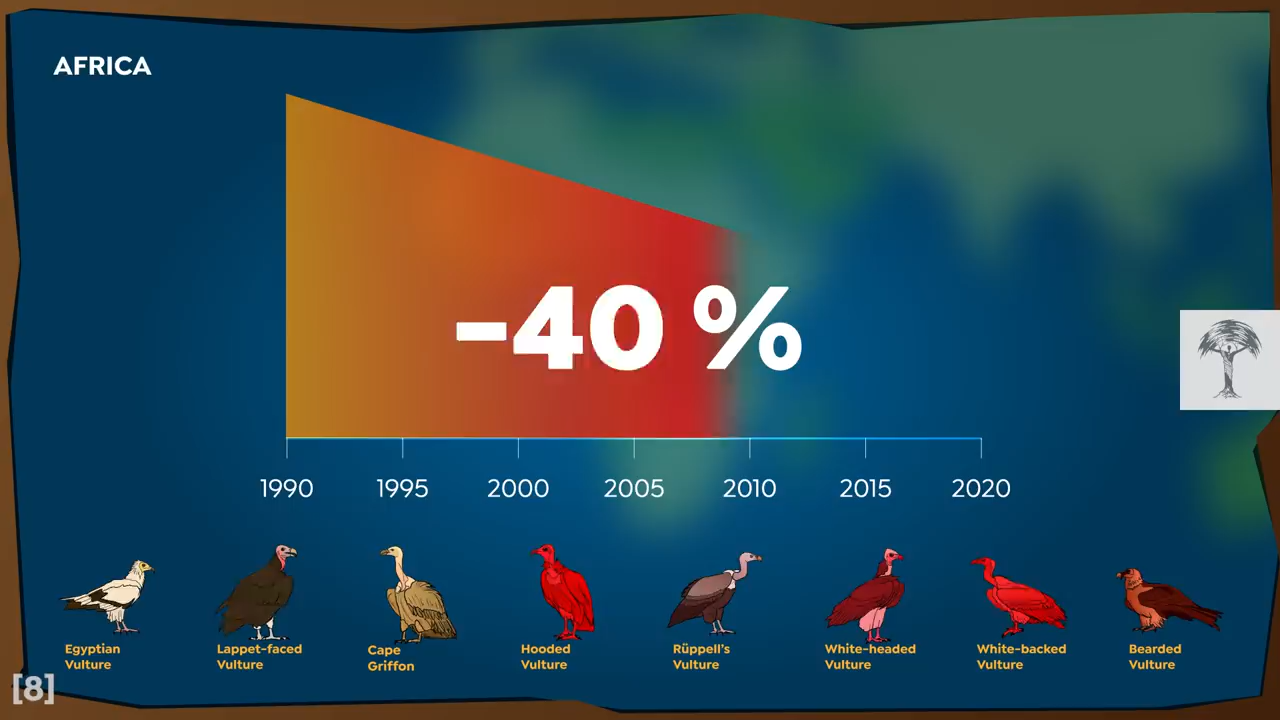 AFRICA
-40 %
1990 1995 2000 2005 2010 2015 2020
Egyptian Vulture
Lappet-faced Vulture
Cape Griffon
Hooded Vulture
Rüppell's Vulture
White-headed Vulture
White-backed Vulture
Bearded Vulture
[8]